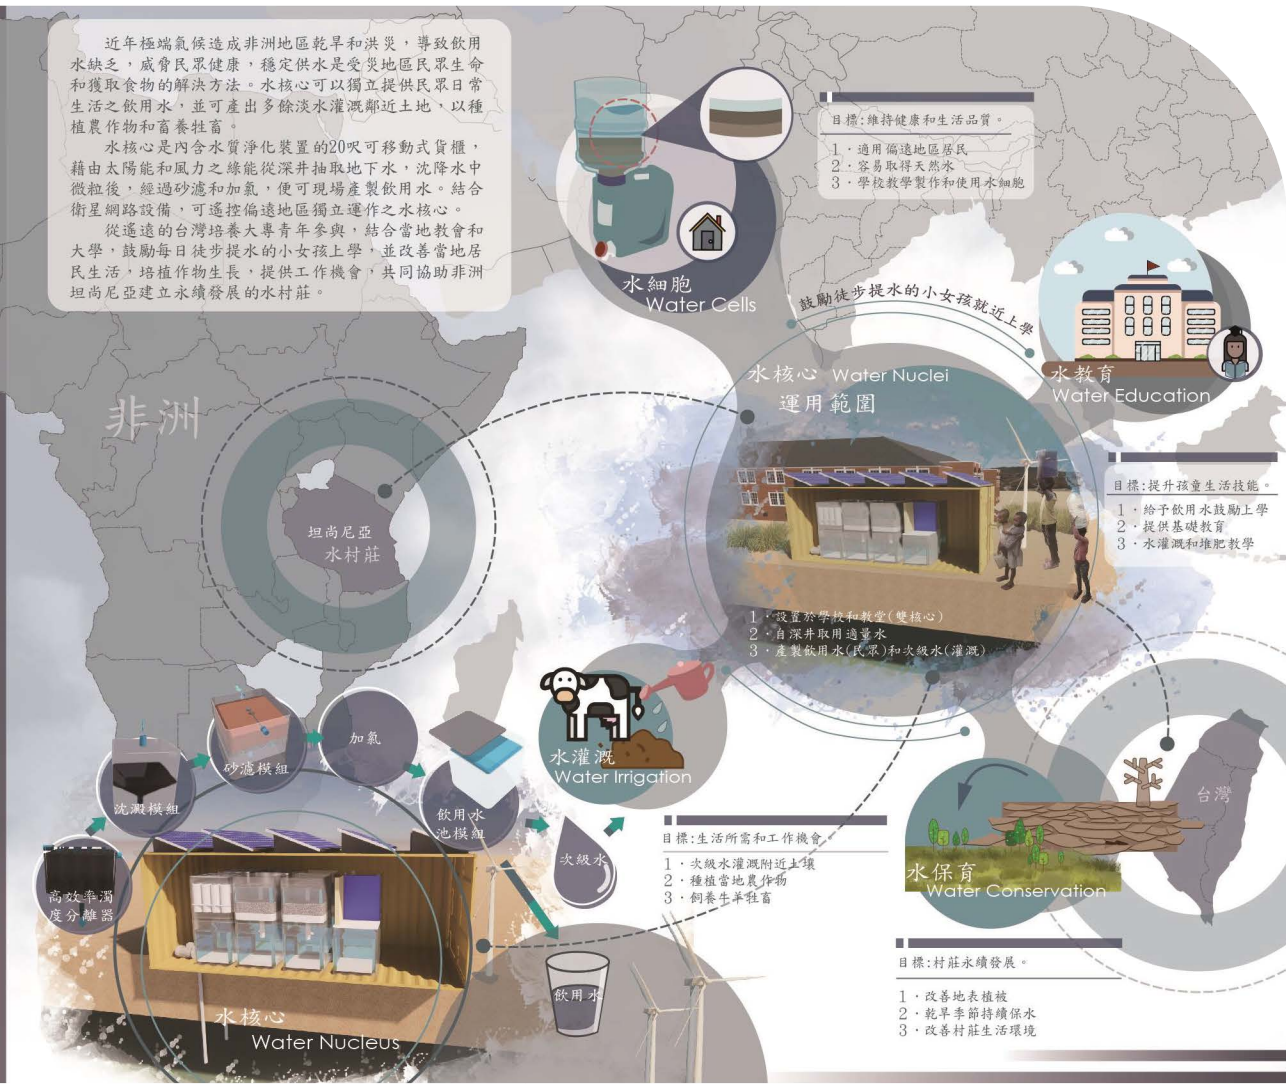 近年極端氣候造成非洲地區乾旱和洪災，導致飲用
水缺乏，威脅民眾健康，穩定供水是受災地區民眾生命
和獲取食物的解決方法。水核心可以獨立提供民眾日常
生活之飲用水，並可產出多餘淡水灌溉鄰近土地，以種
植農作物和畜養牲畜。
水核心是內含水質淨化裝置的20呎可移動式貨櫃，
藉由太陽能和風力之綠能從深井抽取地下水，沈降水中
微粒後，經過砂濾和加氯，便可現場產製飲用水。結合
衛星網路設備，可遙控偏遠地區獨立運作之水核心。
從遙遠的台灣培養大專青年參與，結合當地教會和
大學，鼓勵每日徒步提水的小女孩上學，並改善當地居
民生活，培植作物生長，提供工作機會，共同協助非洲
坦尚尼亞建立永續發展的水村莊。
水細胞
Water Cells
目標:維持健康和生活品質。
1．適用偏遠地區居民
2．容易取得天然水
3．學校教學製作和使用水細胞
鼓勵徒步提水的小女孩就近上學
水教育
Water Education
目標:提升孩童生活技能。
1．給予飲用水鼓勵上學
2．提供基礎教育
3．水灌溉和堆肥教學
水核心 Water Nuclei
運用範圍
1．設置於學校和教堂(雙核心)
2．自深井取用適量水
3．產製飲用水(民眾)和次級水(灌溉)
非洲
坦尚尼亞
水村莊
水灌溉
Water Irrigation
目標:生活所需和工作機會。
1．次級水灌溉附近土壤
2．種植當地農作物
3．飼養牛羊牲畜
台灣
水保育
Water Conservation
目標:村莊永續發展。
1．改善地表植被
2．乾旱季節持續保水
3．改善村莊生活環境
高效率濁
度分離器
沈澱模組
砂濾模組
加氯
飲用水
池模組
次級水
飲用水
水核心
Water Nucleus